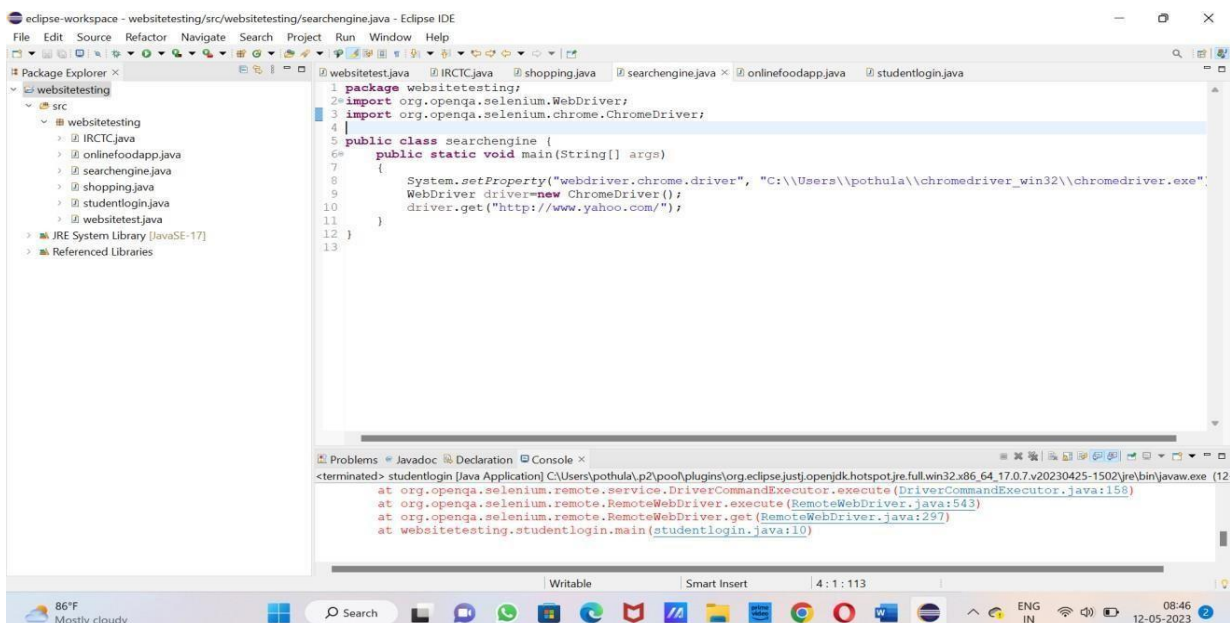 eclipse-workspace - websitetesting/src/websitetesting/searchengine.java - Eclipse IDE
File Edit Source Refactor Navigate Search Project Run Window Help
Package Explorer
websitetest.java IRCTC.java shopping.java searchengine.java onlinefoodapp.java studentlogin.java
websitetesting
src
websitetesting
IRCTC.java
onlinefoodapp.java
searchengine.java
shopping.java
studentlogin.java
websitetest.java
JRE System Library [JavaSE-17]
Referenced Libraries
1 package websitetesting;
2 import org.openqa.selenium.WebDriver;
3 import org.openqa.selenium.chrome.ChromeDriver;
4
5 public class searchengine {
6 public static void main(String[] args)
7 {
8 System.setProperty("webdriver.chrome.driver", "C:\\Users\\pothula\\chromedriver_win32\\chromedriver.exe"
9 WebDriver driver=new ChromeDriver();
10 driver.get("http://www.yahoo.com/");
11 }
12 }
13
Problems Javadoc Declaration Console
<terminated> studentlogin [Java Application] C:\Users\pothula\.p2\pool\plugins\org.eclipse.justj.openjdk.hotspot.jre.full.win32.x86_64_17.0.7.v20230425-1502\jre\bin\javaw.exe (12-
at org.openqa.selenium.remote.service.DriverCommandExecutor.execute(DriverCommandExecutor.java:158)
at org.openqa.selenium.remote.RemoteWebDriver.execute(RemoteWebDriver.java:543)
at org.openqa.selenium.remote.RemoteWebDriver.get(RemoteWebDriver.java:297)
at websitetesting.studentlogin.main(studentlogin.java:10)
Writable Smart Insert 4 : 1 : 113
86°F
Mostly cloudy
Search
prime video
ENG
IN
08:46
12-05-2023
2